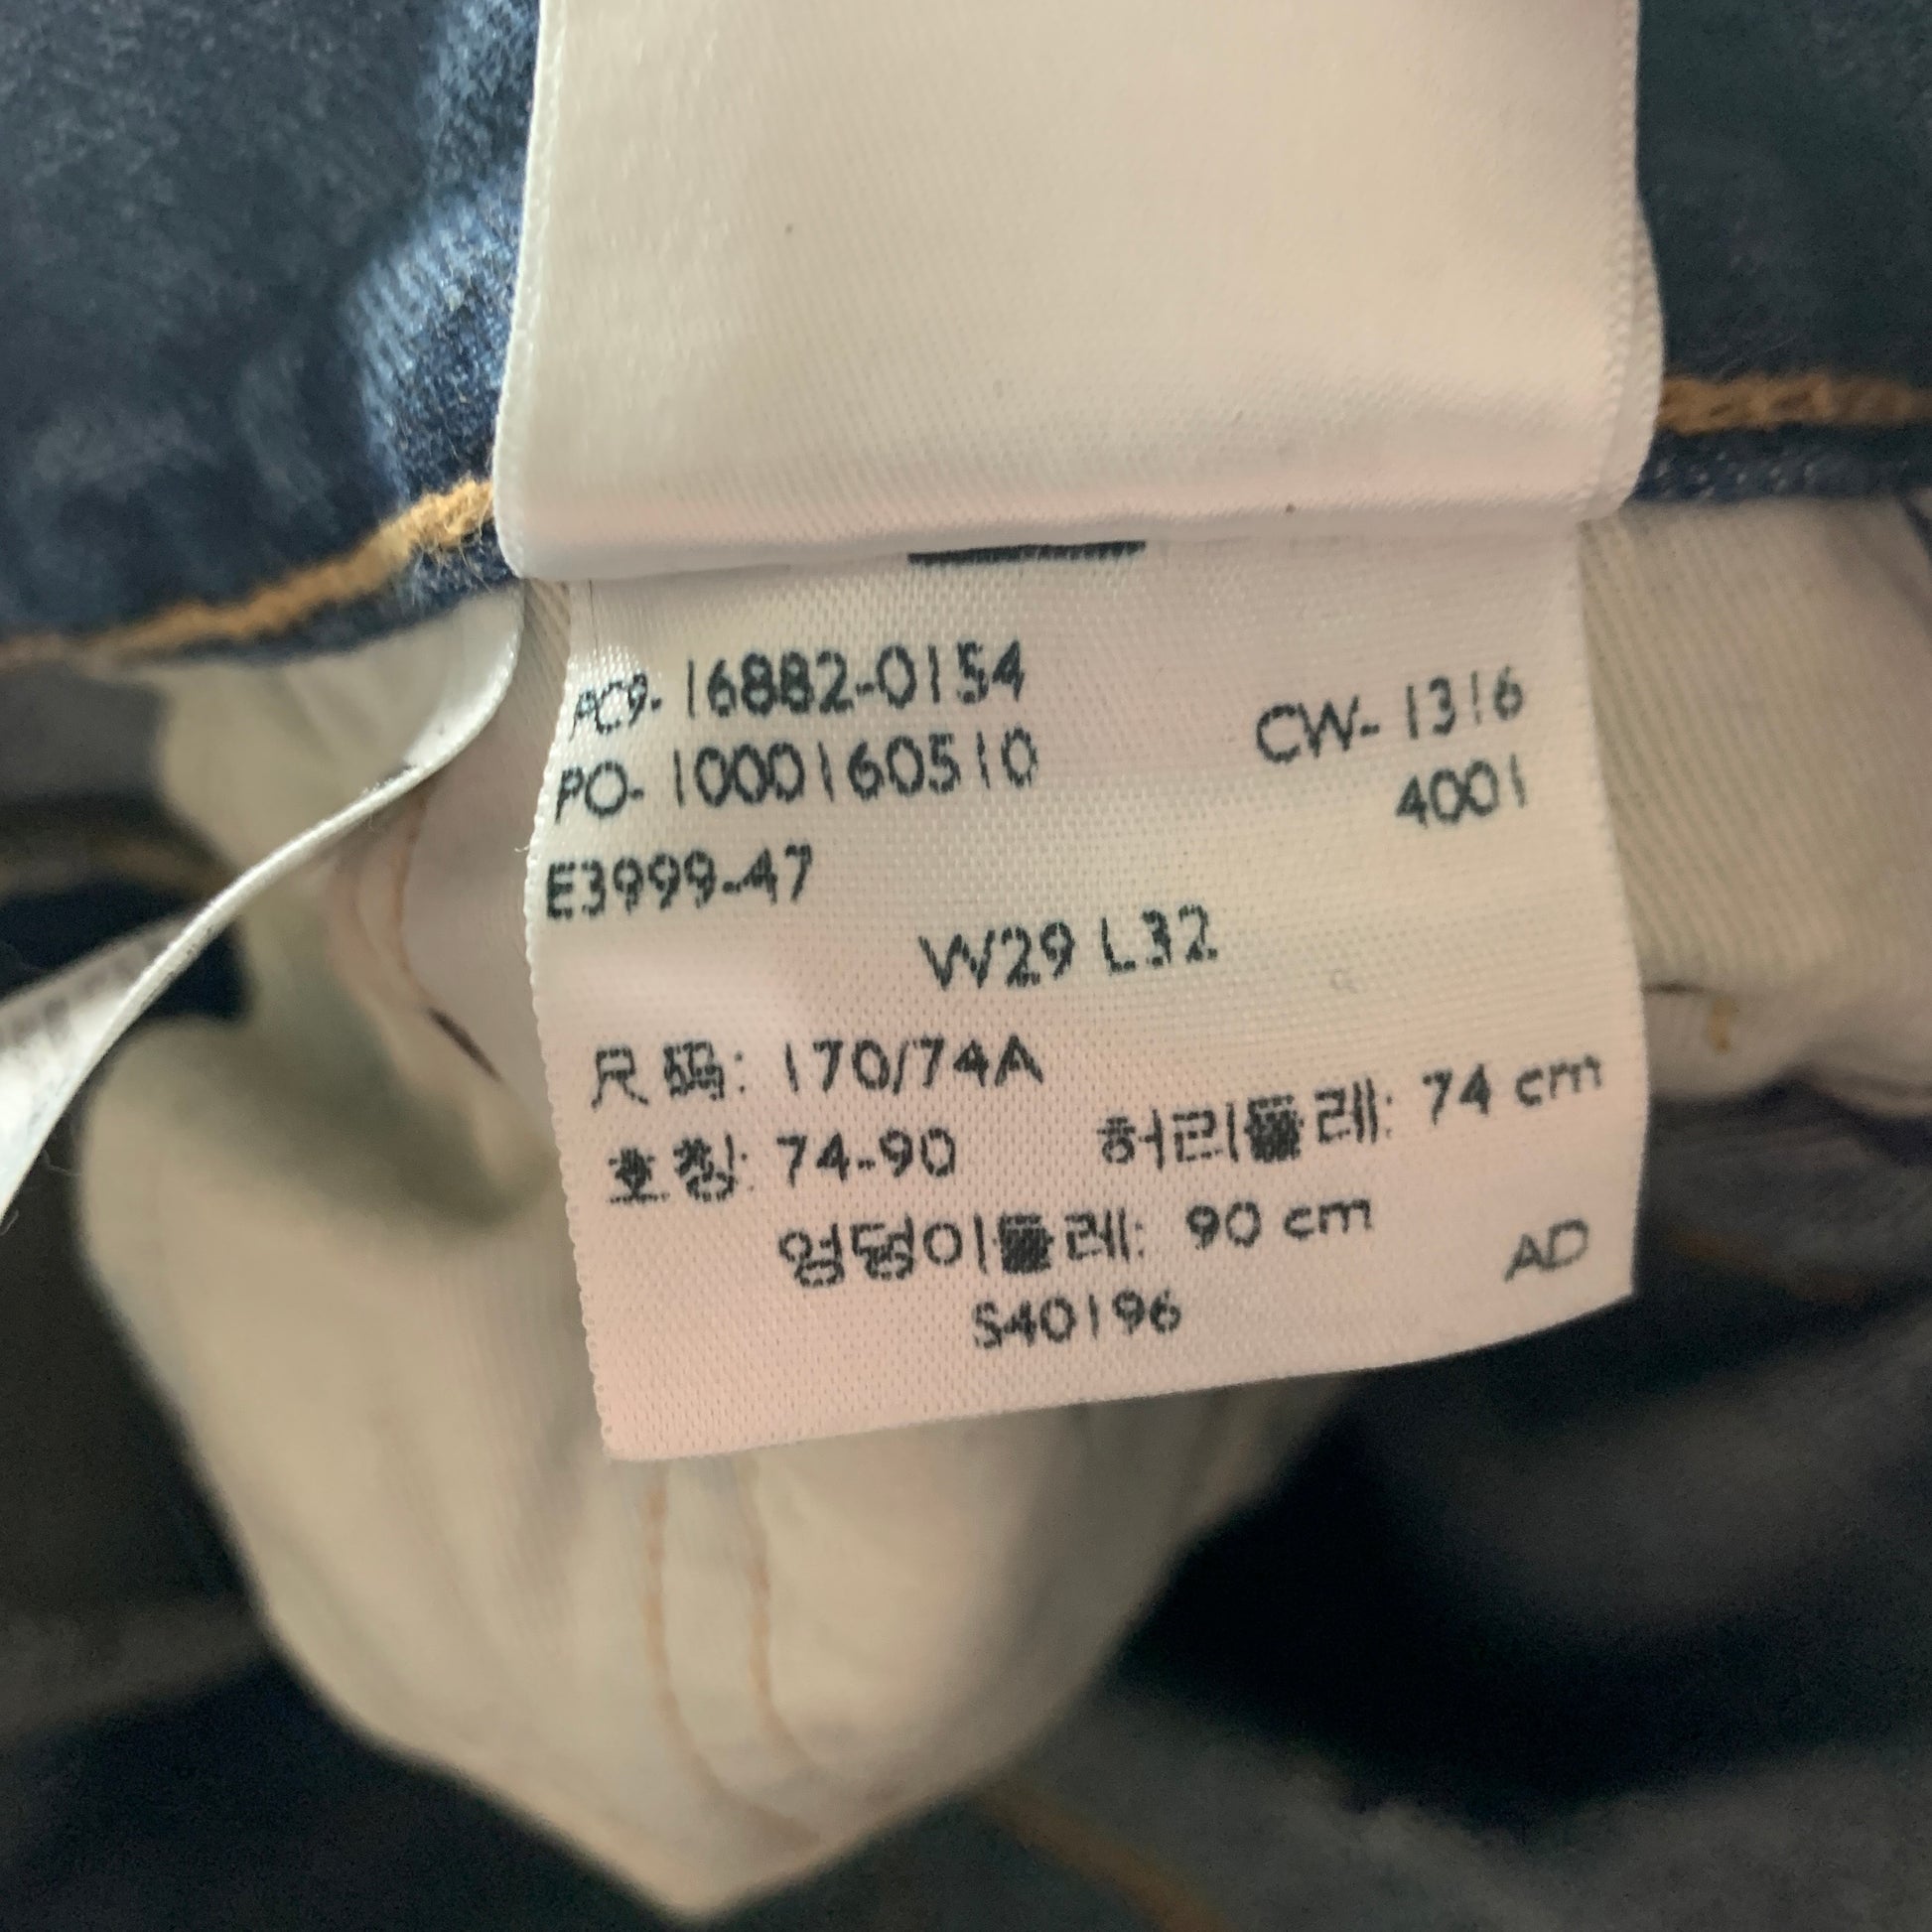 PC9-16882-0154
PO-1000160510
CW-1316
4001
E3999-47
W29 L32
尺码: 170/74A
호칭: 74-90 허리둘레: 74 cm
엉덩이둘레: 90 cm
AD
S40196